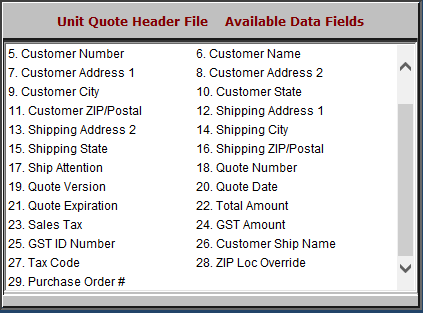 Unit Quote Header File    Available Data Fields
5. Customer Number    6. Customer Name
7. Customer Address 1    8. Customer Address 2
9. Customer City    10. Customer State
11. Customer ZIP/Postal    12. Shipping Address 1
13. Shipping Address 2    14. Shipping City
15. Shipping State    16. Shipping ZIP/Postal
17. Ship Attention    18. Quote Number
19. Quote Version    20. Quote Date
21. Quote Expiration    22. Total Amount
23. Sales Tax    24. GST Amount
25. GST ID Number    26. Customer Ship Name
27. Tax Code    28. ZIP Loc Override
29. Purchase Order #